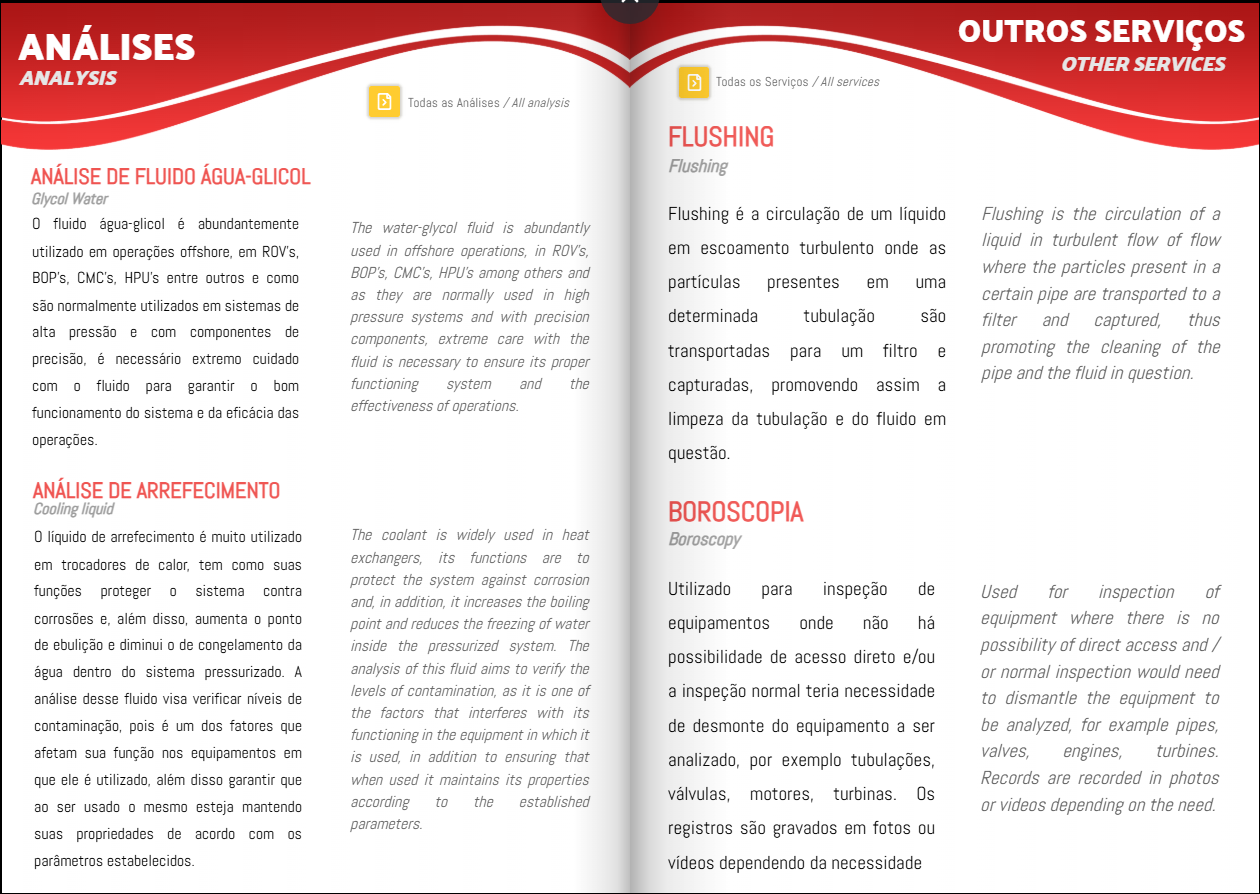 ANÁLISES
ANALYSIS
Todas as Análises / All analysis
ANÁLISE DE FLUIDO ÁGUA-GLICOL
Glycol Water
O fluido água-glicol é abundantemente
utilizado em operações offshore, em ROV's,
BOP's, CMC's, HPU's entre outros e como
são normalmente utilizados em sistemas de
alta pressão e com componentes de
precisão, é necessário extremo cuidado
com o fluido para garantir o bom
funcionamento do sistema e da eficácia das
operações.
The water-glycol fluid is abundantly
used in offshore operations, in ROV's,
BOP's, CMC's, HPU's among others and
as they are normally used in high
pressure systems and with precision
components, extreme care with the
fluid is necessary to ensure its proper
functioning system and the
effectiveness of operations.
ANÁLISE DE ARREFECIMENTO
Cooling liquid
O líquido de arrefecimento é muito utilizado
em trocadores de calor, tem como suas
funções proteger o sistema contra
corrosões e, além disso, aumenta o ponto
de ebulição e diminui o de congelamento da
água dentro do sistema pressurizado. A
análise desse fluido visa verificar níveis de
contaminação, pois é um dos fatores que
afetam sua função nos equipamentos em
que ele é utilizado, além disso garantir que
ao ser usado o mesmo esteja mantendo
suas propriedades de acordo com os
parâmetros estabelecidos.
The coolant is widely used in heat
exchangers, its functions are to
protect the system against corrosion
and, in addition, it increases the boiling
point and reduces the freezing of water
inside the pressurized system. The
analysis of this fluid aims to verify the
levels of contamination, as it is one of
the factors that interferes with its
functioning in the equipment in which it
is used, in addition to ensuring that
when used it maintains its properties
according to the established
parameters.
OUTROS SERVIÇOS
OTHER SERVICES
Todas os Serviços / All services
FLUSHING
Flushing
Flushing é a circulação de um líquido
em escoamento turbulento onde as
partículas presentes em uma
determinada tubulação são
transportadas para um filtro e
capturadas, promovendo assim a
limpeza da tubulação e do fluido em
questão.
Flushing is the circulation of a
liquid in turbulent flow of flow
where the particles present in a
certain pipe are transported to a
filter and captured, thus
promoting the cleaning of the
pipe and the fluid in question.
BOROSCOPIA
Boroscopy
Utilizado para inspeção de
equipamentos onde não há
possibilidade de acesso direto e/ou
a inspeção normal teria necessidade
de desmonte do equipamento a ser
analizado, por exemplo tubulações,
válvulas, motores, turbinas. Os
registros são gravados em fotos ou
vídeos dependendo da necessidade
Used for inspection of
equipment where there is no
possibility of direct access and /
or normal inspection would need
to dismantle the equipment to
be analyzed, for example pipes,
valves, engines, turbines.
Records are recorded in photos
or videos depending on the need.